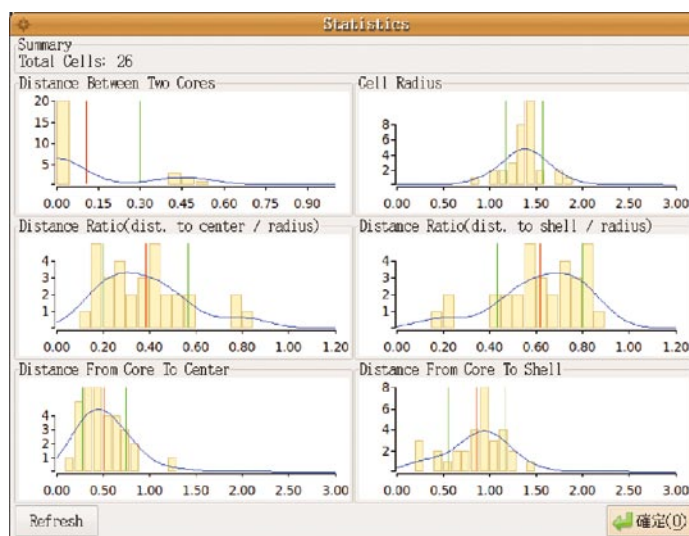 Statistics
Summary
Total Cells: 26
Distance Between Two Cores
20
15
10
5
0.00 0.15 0.30 0.45 0.60 0.75 0.90
Cell Radius
8
6
4
2
0.00 0.50 1.00 1.50 2.00 2.50 3.00
Distance Ratio(dist. to center / radius)
4
3
2
1
0.00 0.20 0.40 0.60 0.80 1.00 1.20
Distance Ratio(dist. to shell / radius)
4
3
2
1
0.00 0.20 0.40 0.60 0.80 1.00 1.20
Distance From Core To Center
4
3
2
1
0.00 0.50 1.00 1.50 2.00 2.50 3.00
Distance From Core To Shell
8
6
4
2
0.00 0.50 1.00 1.50 2.00 2.50 3.00
Refresh
確定(O)